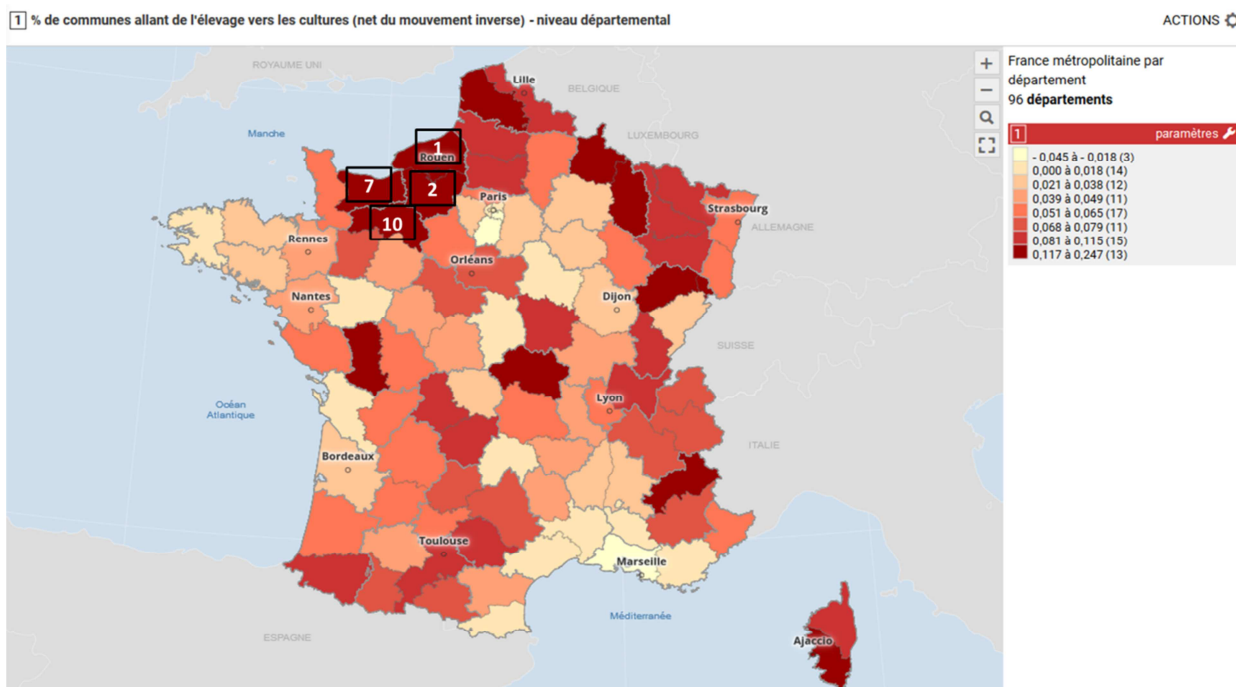 1 % de communes allant de l'élevage vers les cultures (net du mouvement inverse) - niveau départemental
ACTIONS
ROYAUME UNI
Lille
BELGIQUE
Manche
LUXEMBOURG
1
Rouen
7
2
Paris
10
Strasbourg
ALLEMAGNE
Rennes
Orléans
Nantes
Dijon
SUISSE
Océan
Atlantique
Lyon
ITALIE
Bordeaux
Toulouse
Marseille
Méditerranée
ESPAGNE
Ajaccio
+
−
France métropolitaine par
département
96 départements
1 paramètres
- 0,045 à - 0,018 (3)
0,000 à 0,018 (14)
0,021 à 0,038 (12)
0,039 à 0,049 (11)
0,051 à 0,065 (17)
0,068 à 0,079 (11)
0,081 à 0,115 (15)
0,117 à 0,247 (13)